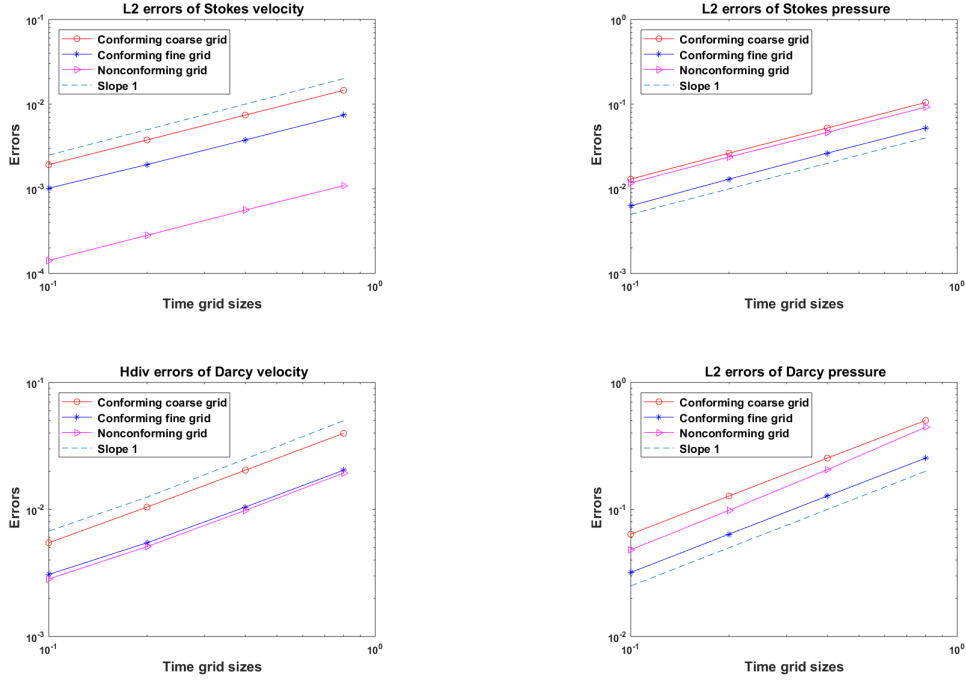 L2 errors of Stokes velocity
10^-1
10^-2
10^-3
10^-4
Errors
Conforming coarse grid
Conforming fine grid
Nonconforming grid
Slope 1
10^-1
10^0
Time grid sizes
L2 errors of Stokes pressure
10^0
10^-1
10^-2
10^-3
Errors
Conforming coarse grid
Conforming fine grid
Nonconforming grid
Slope 1
10^-1
10^0
Time grid sizes
Hdiv errors of Darcy velocity
10^-1
10^-2
10^-3
Errors
Conforming coarse grid
Conforming fine grid
Nonconforming grid
Slope 1
10^-1
10^0
Time grid sizes
L2 errors of Darcy pressure
10^0
10^-1
10^-2
Errors
Conforming coarse grid
Conforming fine grid
Nonconforming grid
Slope 1
10^-1
10^0
Time grid sizes